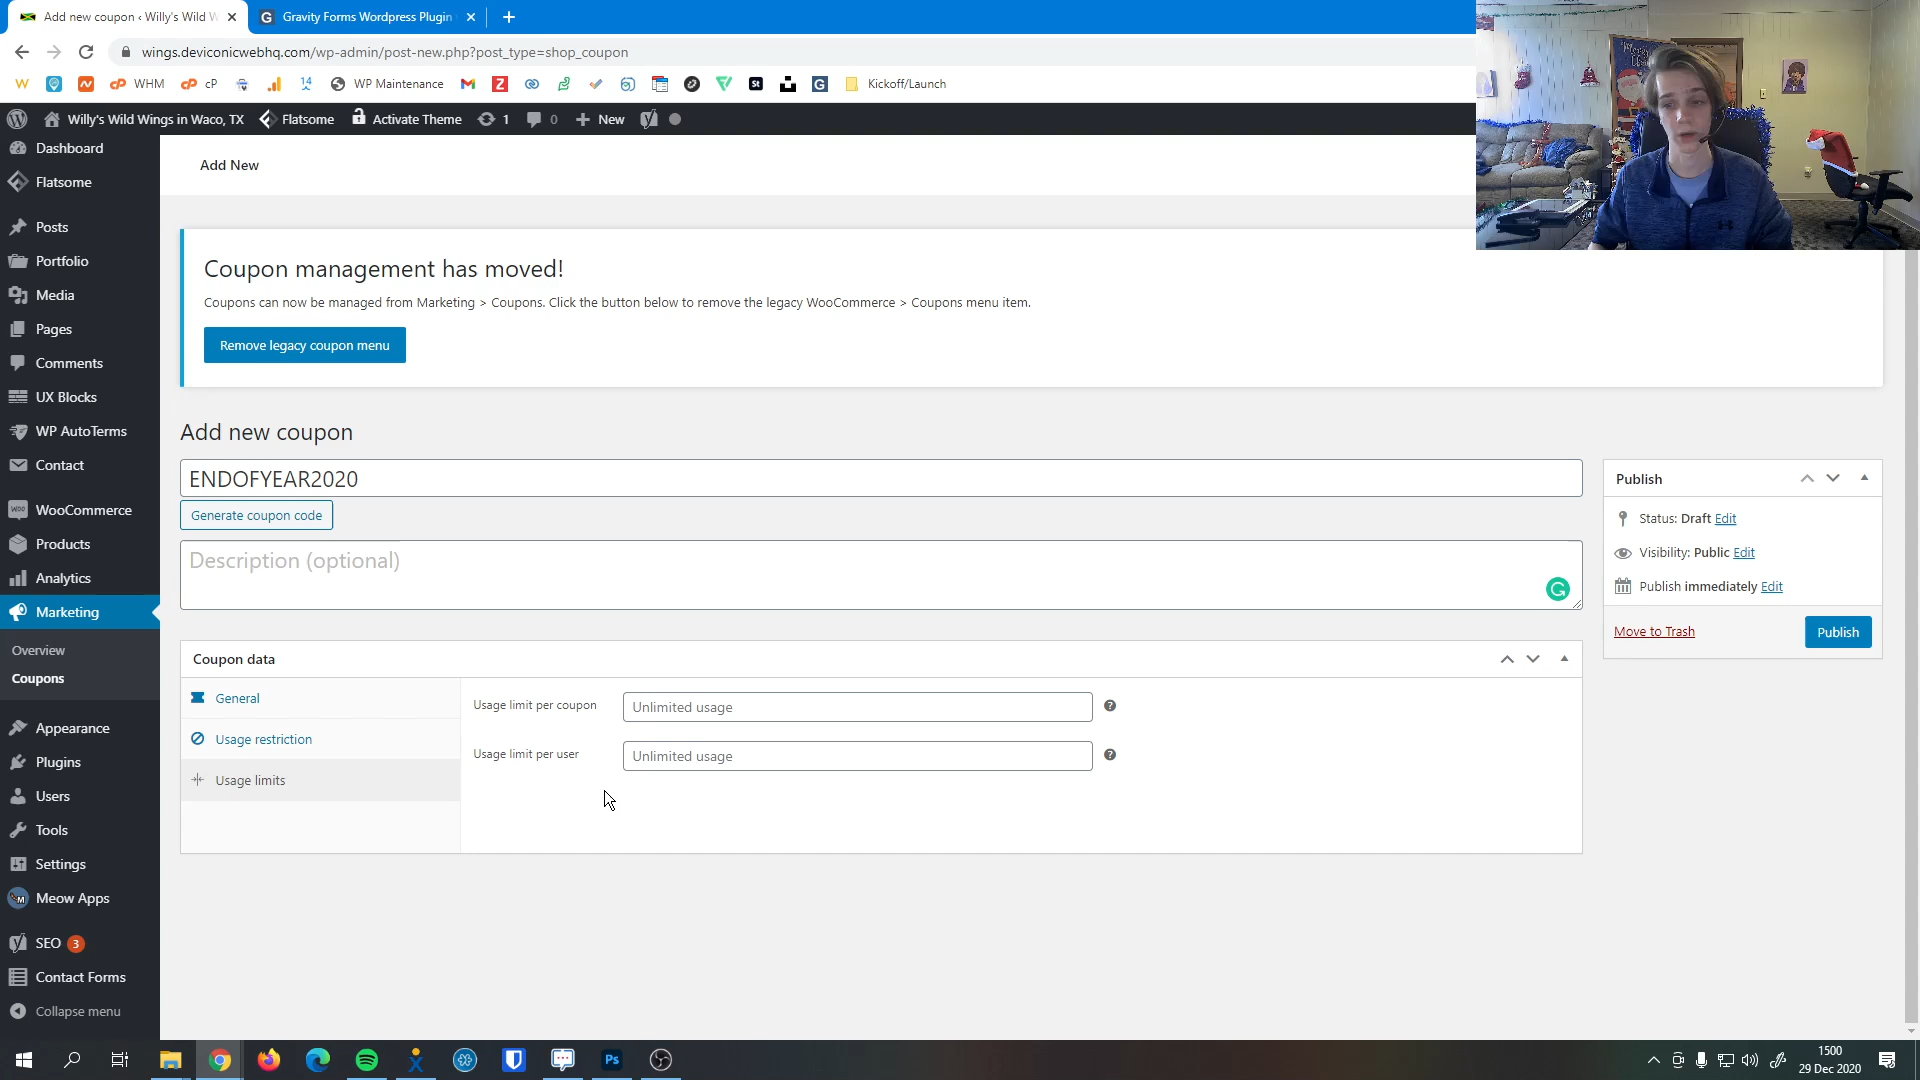 Add new coupon ‹ Willy's Wild W
Gravity Forms Wordpress Plugin
wings.deviconicwebhq.com/wp-admin/post-new.php?post_type=shop_coupon
WHM
cP
14
WP Maintenance
Kickoff/Launch
Willy's Wild Wings in Waco, TX
Flatsome
Activate Theme
1
0
New
Dashboard
Flatsome
Posts
Portfolio
Media
Pages
Comments
UX Blocks
WP AutoTerms
Contact
WooCommerce
Products
Analytics
Marketing
Overview
Coupons
Appearance
Plugins
Users
Tools
Settings
Meow Apps
SEO 3
Contact Forms
Collapse menu
Add New
Coupon management has moved!
Coupons can now be managed from Marketing > Coupons. Click the button below to remove the legacy WooCommerce > Coupons menu item.
Remove legacy coupon menu
Add new coupon
ENDOFYEAR2020
Generate coupon code
Description (optional)
Coupon data
General
Usage restriction
Usage limits
Usage limit per coupon
Unlimited usage
Usage limit per user
Unlimited usage
Publish
Status: Draft Edit
Visibility: Public Edit
Publish immediately Edit
Move to Trash
Publish
Ps
1500
29 Dec 2020